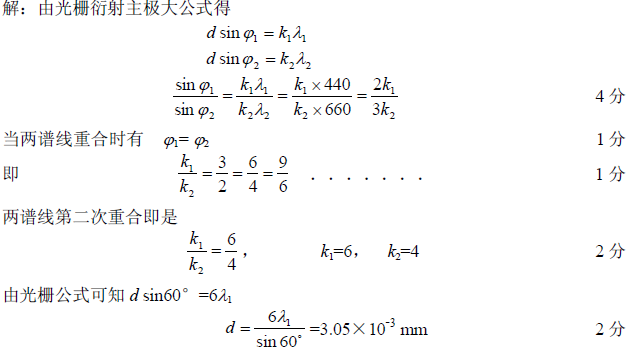 解：由光栅衍射主极大公式得
d sin φ₁ = k₁λ₁
d sin φ₂ = k₂λ₂
sin φ₁ / sin φ₂ = k₁λ₁ / k₂λ₂ = k₁ × 440 / k₂ × 660 = 2k₁ / 3k₂ 4 分
当两谱线重合时有 φ₁= φ₂ 1 分
即 k₁ / k₂ = 3 / 2 = 6 / 4 = 9 / 6 . . . . . . . 1 分
两谱线第二次重合即是
k₁ / k₂ = 6 / 4 , k₁=6, k₂=4 2 分
由光栅公式可知 d sin60°=6λ₁
d = 6λ₁ / sin 60° =3.05×10⁻³ mm 2 分